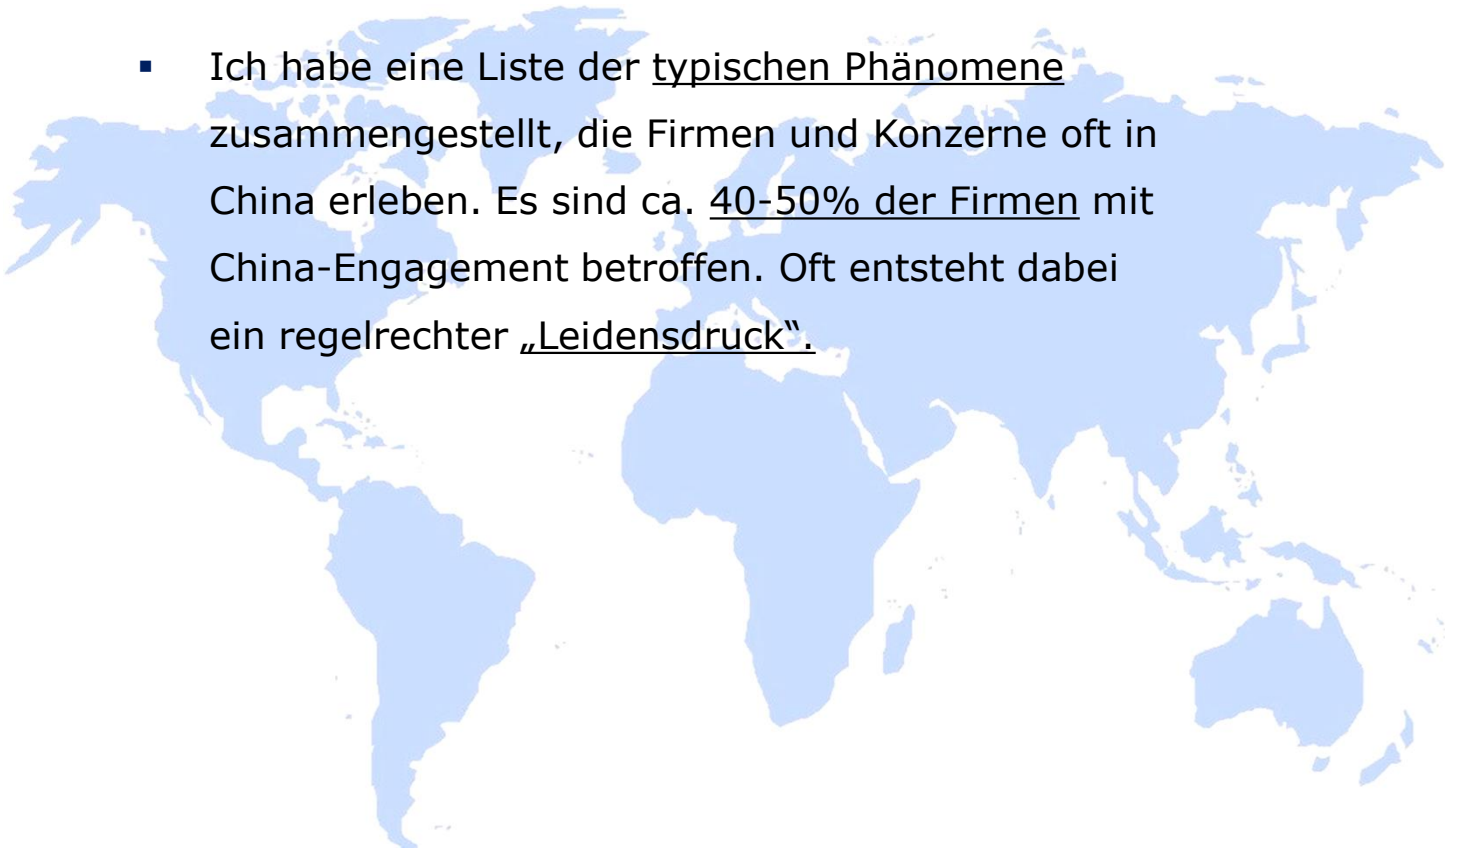 ▪ Ich habe eine Liste der typischen Phänomene
zusammengestellt, die Firmen und Konzerne oft in
China erleben. Es sind ca. 40-50% der Firmen mit
China-Engagement betroffen. Oft entsteht dabei
ein regelrechter „Leidensdruck“.